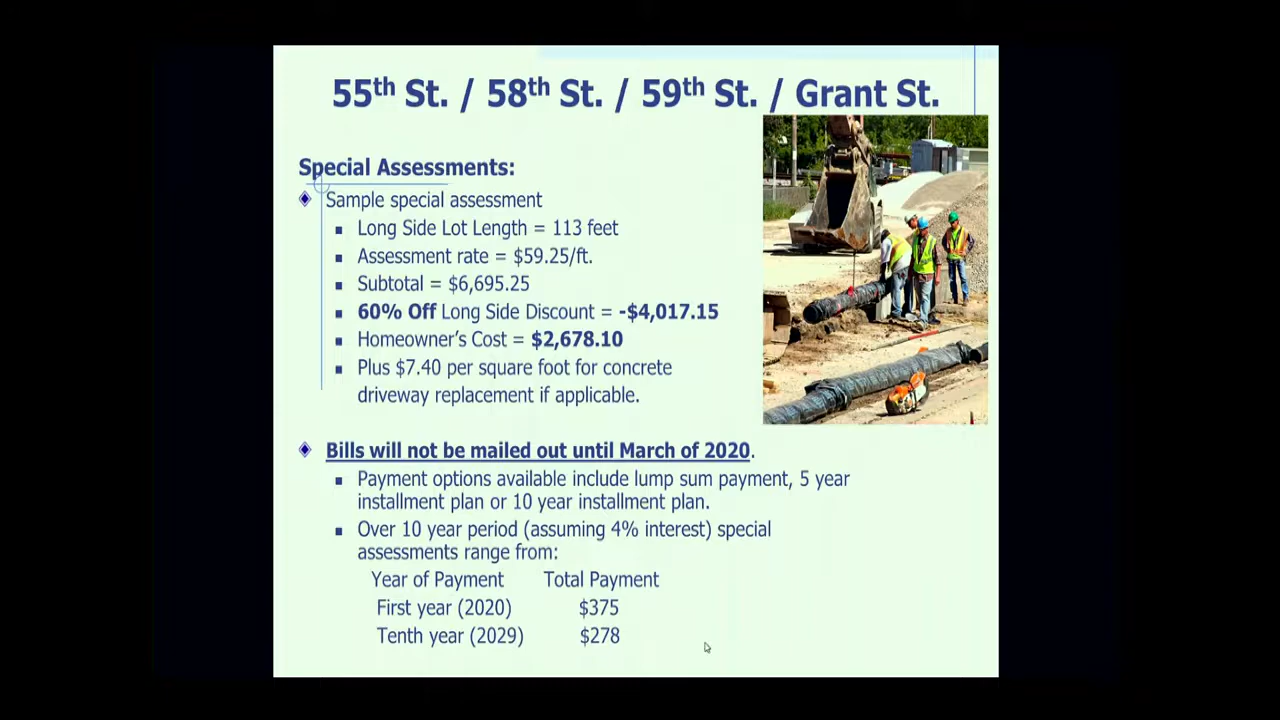 55th St. / 58th St. / 59th St. / Grant St.
Special Assessments:
Sample special assessment
Long Side Lot Length = 113 feet
Assessment rate = $59.25/ft.
Subtotal = $6,695.25
60% Off Long Side Discount = -$4,017.15
Homeowner's Cost = $2,678.10
Plus $7.40 per square foot for concrete
driveway replacement if applicable.
Bills will not be mailed out until March of 2020.
Payment options available include lump sum payment, 5 year
installment plan or 10 year installment plan.
Over 10 year period (assuming 4% interest) special
assessments range from:
Year of Payment Total Payment
First year (2020) $375
Tenth year (2029) $278